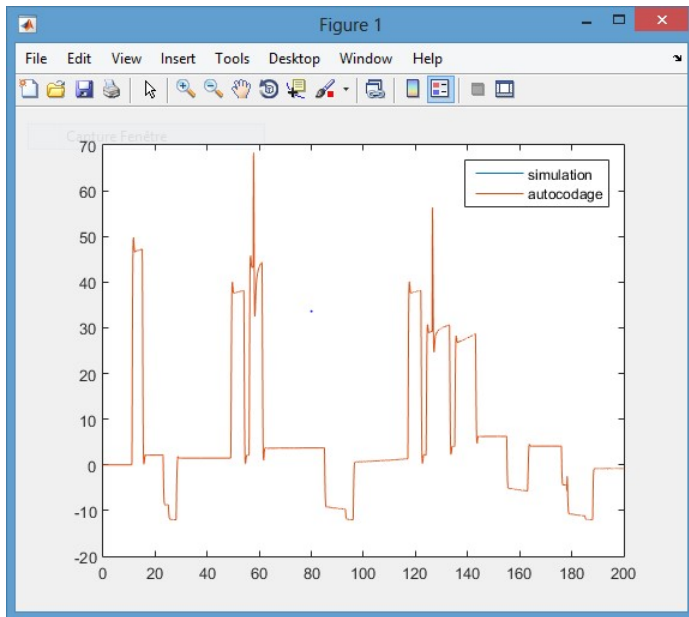 Figure 1
File Edit View Insert Tools Desktop Window Help
Capture Fenêtre
70
60
50
40
30
20
10
0
-10
-20
0 20 40 60 80 100 120 140 160 180 200
simulation
autocodage